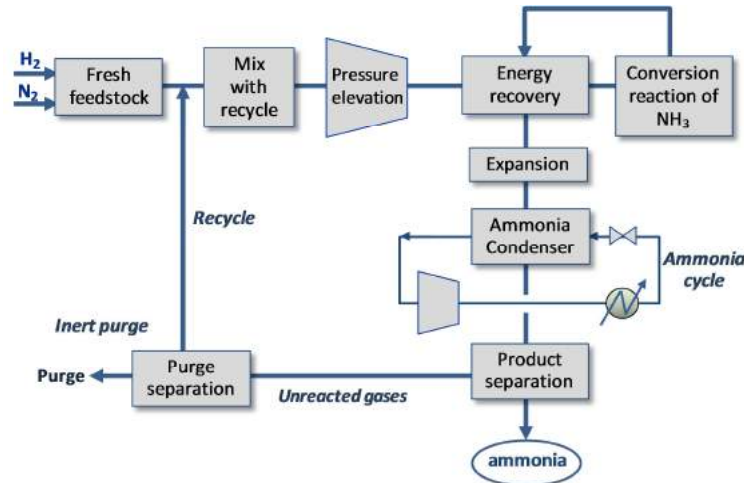 H2
N2
Fresh
feedstock
Mix
with
recycle
Pressure
elevation
Energy
recovery
Conversion
reaction of
NH3
Expansion
Recycle
Ammonia
Condenser
Ammonia
cycle
Inert purge
Purge
Purge
separation
Unreacted gases
Product
separation
ammonia